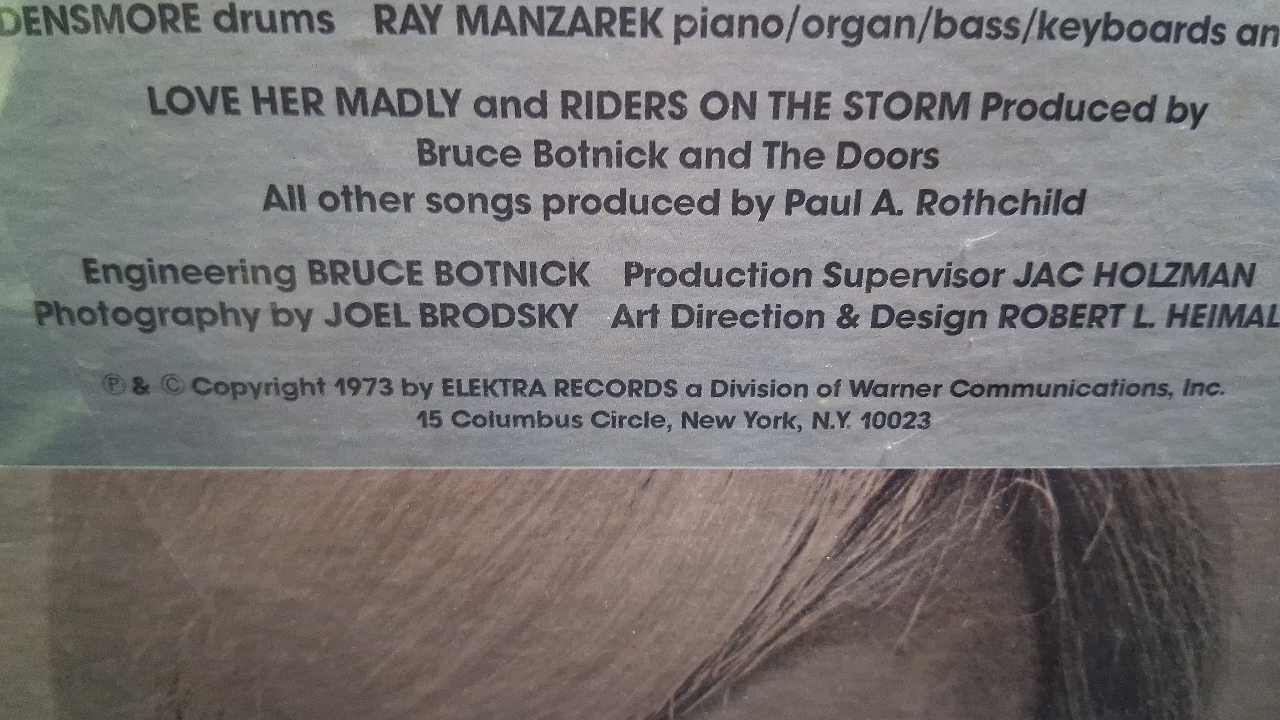 DENSMORE drums RAY MANZAREK piano/organ/bass/keyboards an
LOVE HER MADLY and RIDERS ON THE STORM Produced by
Bruce Botnick and The Doors
All other songs produced by Paul A. Rothchild
Engineering BRUCE BOTNICK Production Supervisor JAC HOLZMAN
Photography by JOEL BRODSKY Art Direction & Design ROBERT L. HEIMAL
℗ & © Copyright 1973 by ELEKTRA RECORDS a Division of Warner Communications, Inc.
15 Columbus Circle, New York, N.Y. 10023